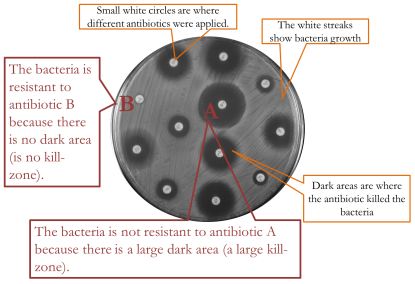 Small white circles are where
different antibiotics were applied.
The white streaks
show bacteria growth
The bacteria is
resistant to
antibiotic B
because there
is no dark area
(is no kill-
zone).
B
A
Dark areas are where
the antibiotic killed the
bacteria
The bacteria is not resistant to antibiotic A
because there is a large dark area (a large kill-
zone).